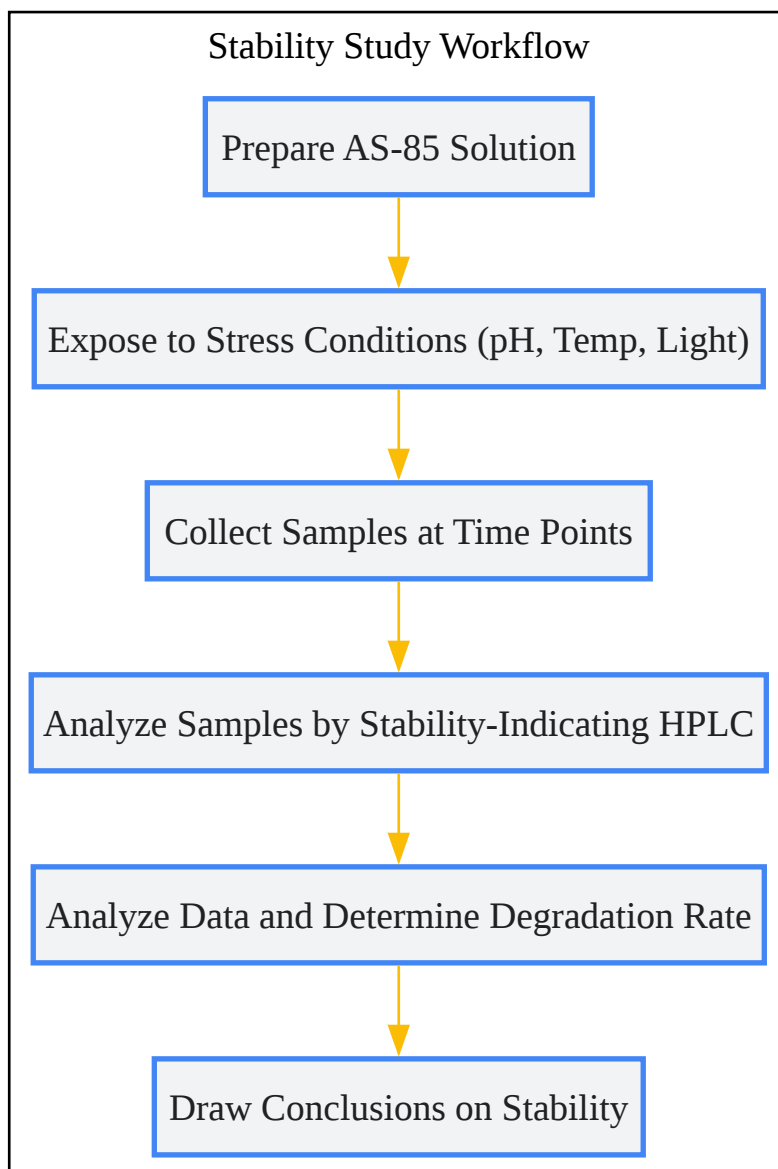 Stability Study Workflow
Prepare AS-85 Solution
Expose to Stress Conditions (pH, Temp, Light)
Collect Samples at Time Points
Analyze Samples by Stability-Indicating HPLC
Analyze Data and Determine Degradation Rate
Draw Conclusions on Stability